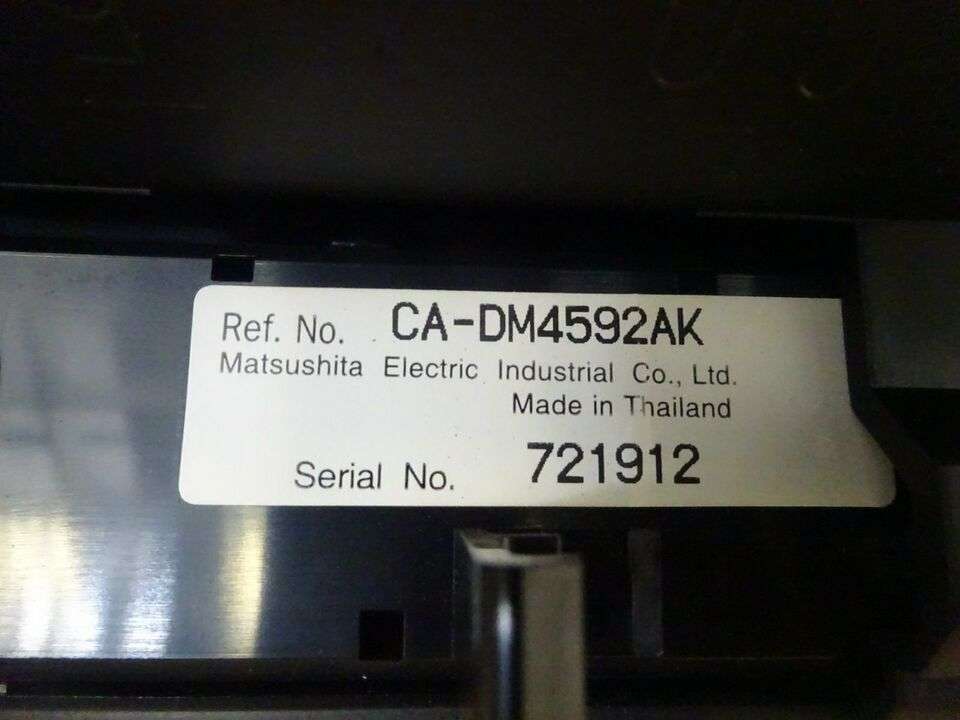 Ref. No. CA-DM4592AK
Matsushita Electric Industrial Co., Ltd.
Made in Thailand
Serial No. 721912